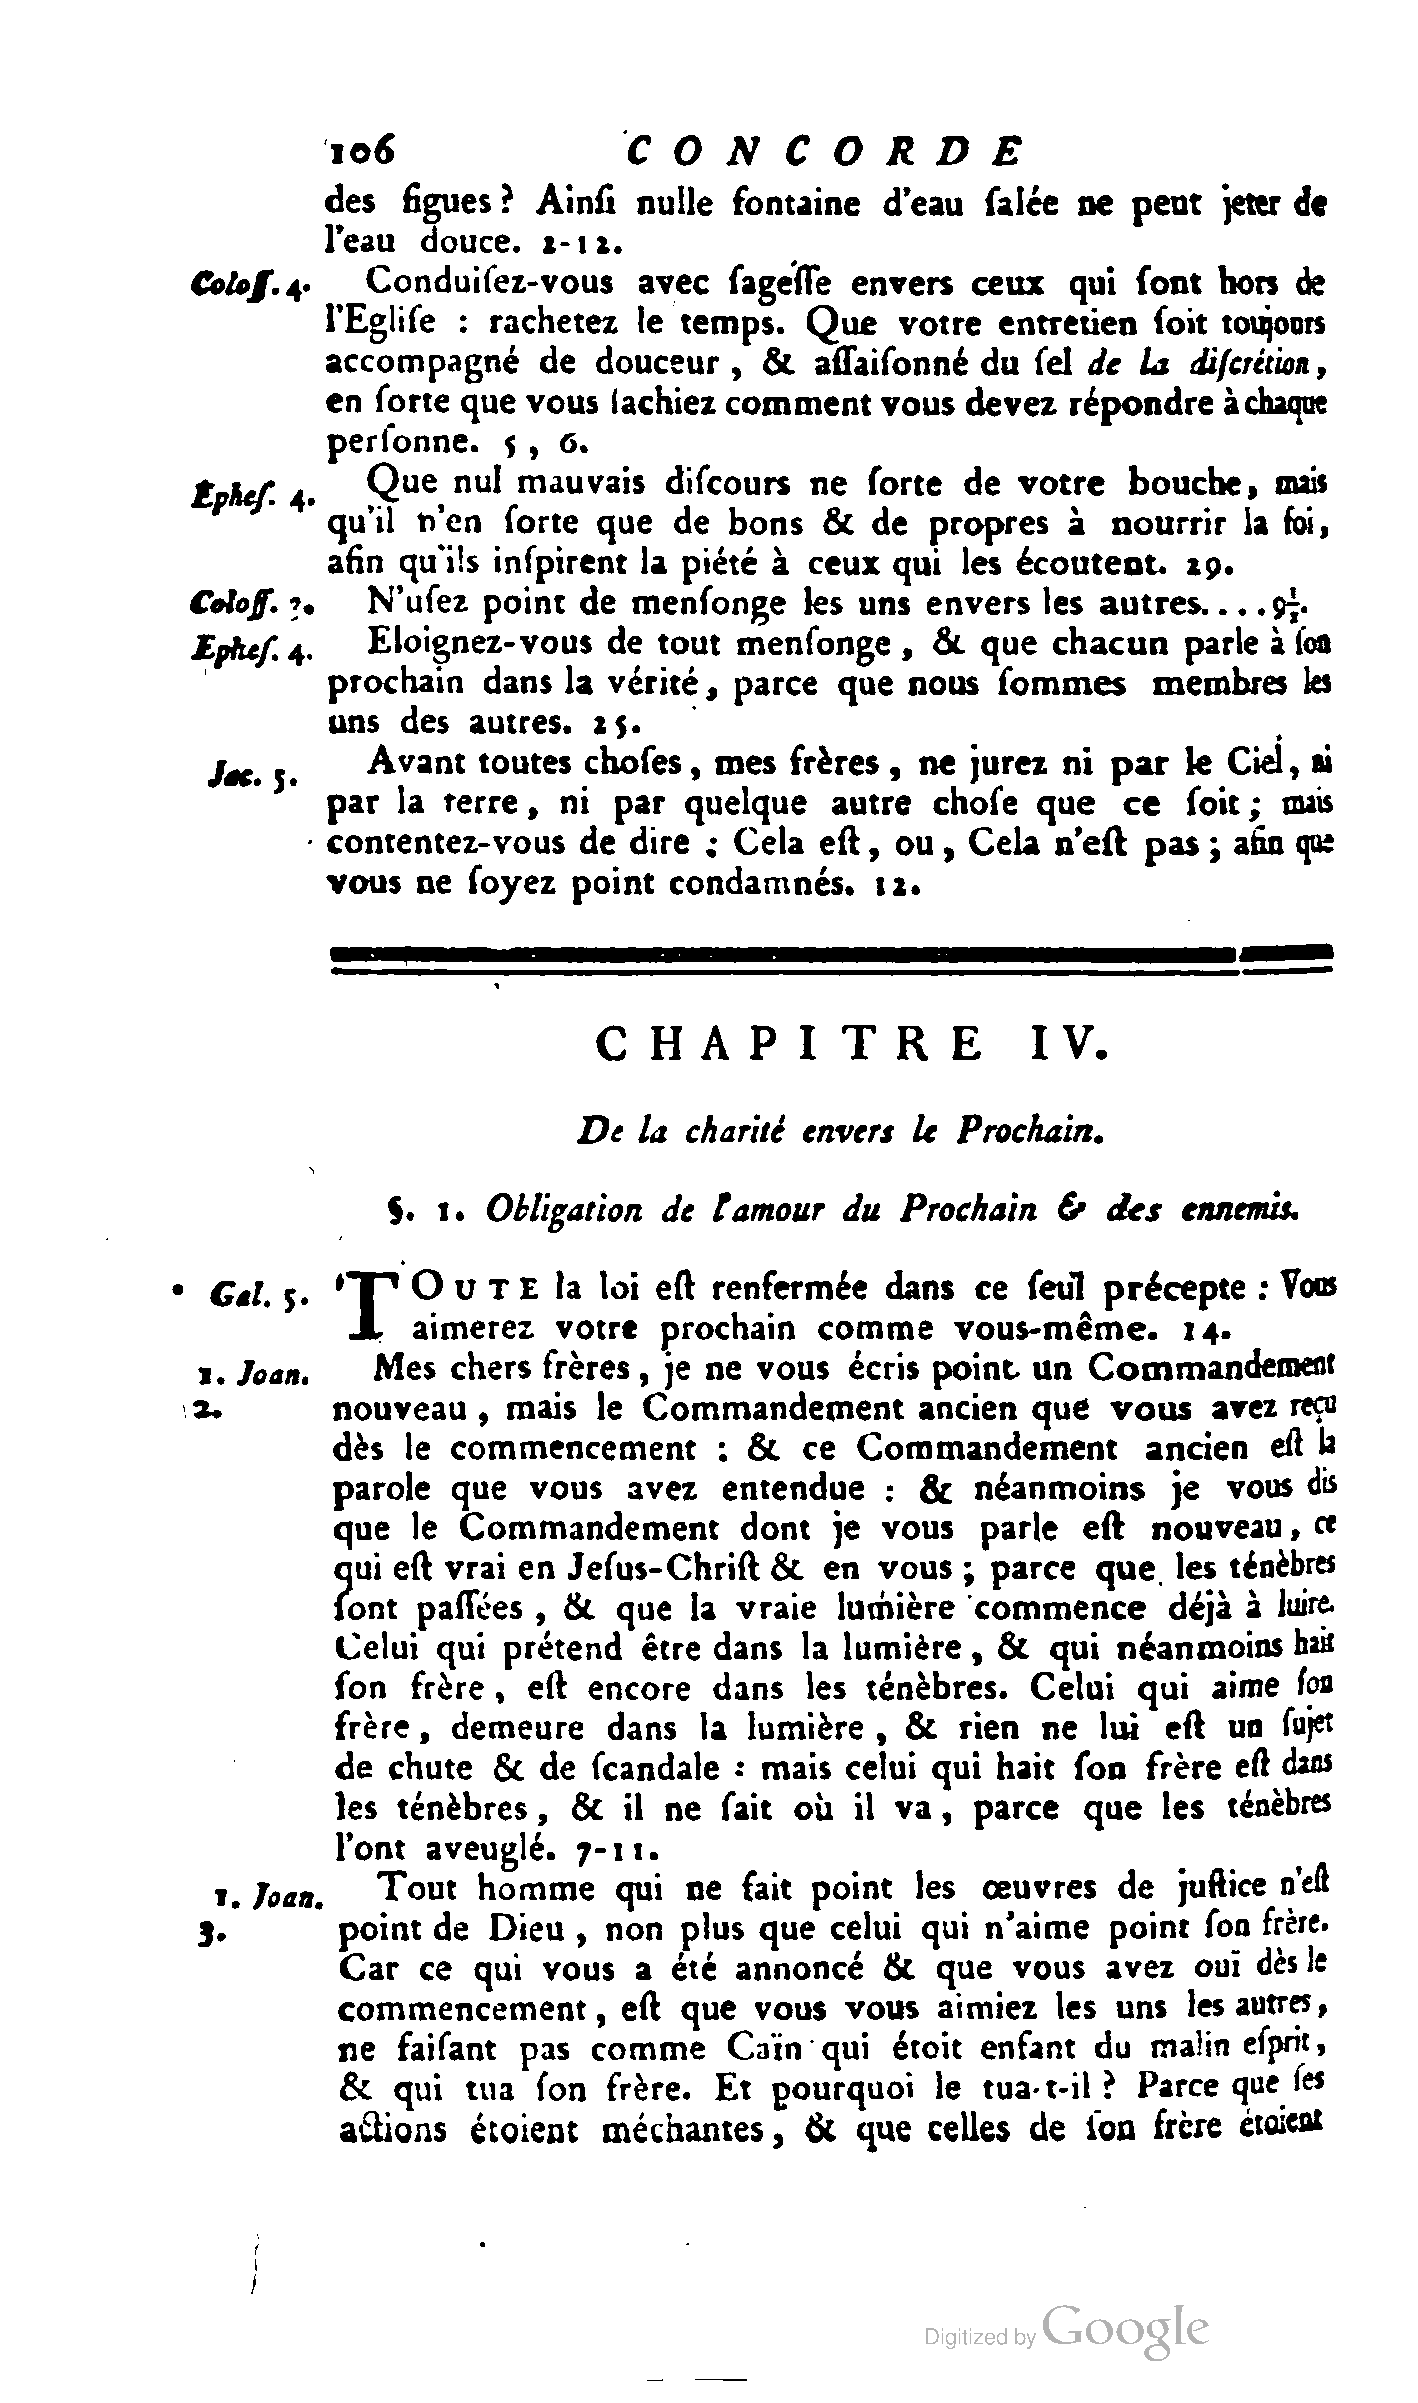 106 CONCORDE
des figues? Ainſi nulle fontaine d'eau ſalée ne peut jeter de
l'eau douce. 1-12.
Coloſſ. 4. Conduiſez-vous avec ſageſſe envers ceux qui ſont hors de
l'Egliſe : rachetez le temps. Que votre entretien ſoit toujours
accompagné de douceur, & aſſaiſonné du ſel de la diſcrétion,
en ſorte que vous ſachiez comment vous devez répondre à chaque
perſonne. 5, 6.
Epheſ. 4. Que nul mauvais diſcours ne ſorte de votre bouche, mais
qu'il n'en ſorte que de bons & de propres à nourrir la foi,
afin qu'ils inſpirent la piété à ceux qui les écoutent. 29.
Coloſſ. 3. N'uſez point de menſonge les uns envers les autres.... 9.
Epheſ. 4. Eloignez-vous de tout menſonge, & que chacun parle à ſon
prochain dans la vérité, parce que nous ſommes membres les
uns des autres. 25.
Jac. 5. Avant toutes choſes, mes frères, ne jurez ni par le Ciel, ni
par la terre, ni par quelque autre choſe que ce ſoit; mais
contentez-vous de dire : Cela eſt, ou, Cela n'eſt pas; afin que
vous ne ſoyez point condamnés. 12.
CHAPITRE IV.
De la charité envers le Prochain.
§. 1. Obligation de l'amour du Prochain & des ennemis.
Gal. 5. TOUTE la loi eſt renfermée dans ce ſeul précepte : Vous
aimerez votre prochain comme vous-même. 14.
1. Joan. Mes chers frères, je ne vous écris point un Commandement
2. nouveau, mais le Commandement ancien que vous avez reçu
dès le commencement : & ce Commandement ancien eſt la
parole que vous avez entendue : & néanmoins je vous dis
que le Commandement dont je vous parle eſt nouveau, ce
qui eſt vrai en Jeſus-Chriſt & en vous; parce que les ténèbres
ſont paſſées, & que la vraie lumière commence déjà à luire.
Celui qui prétend être dans la lumière, & qui néanmoins hait
ſon frère, eſt encore dans les ténèbres. Celui qui aime ſon
frère, demeure dans la lumière, & rien ne lui eſt un ſujet
de chute & de ſcandale : mais celui qui hait ſon frère eſt dans
les ténèbres, & il ne ſait où il va, parce que les ténèbres
l'ont aveuglé. 7-11.
1. Joan. Tout homme qui ne fait point les œuvres de juſtice n'eſt
3. point de Dieu, non plus que celui qui n'aime point ſon frère.
Car ce qui vous a été annoncé & que vous avez ouï dès le
commencement, eſt que vous vous aimiez les uns les autres,
ne faiſant pas comme Caïn qui étoit enfant du malin eſprit,
& qui tua ſon frère. Et pourquoi le tua-t-il? Parce que ſes
actions étoient méchantes, & que celles de ſon frère étoient
Digitized by Google